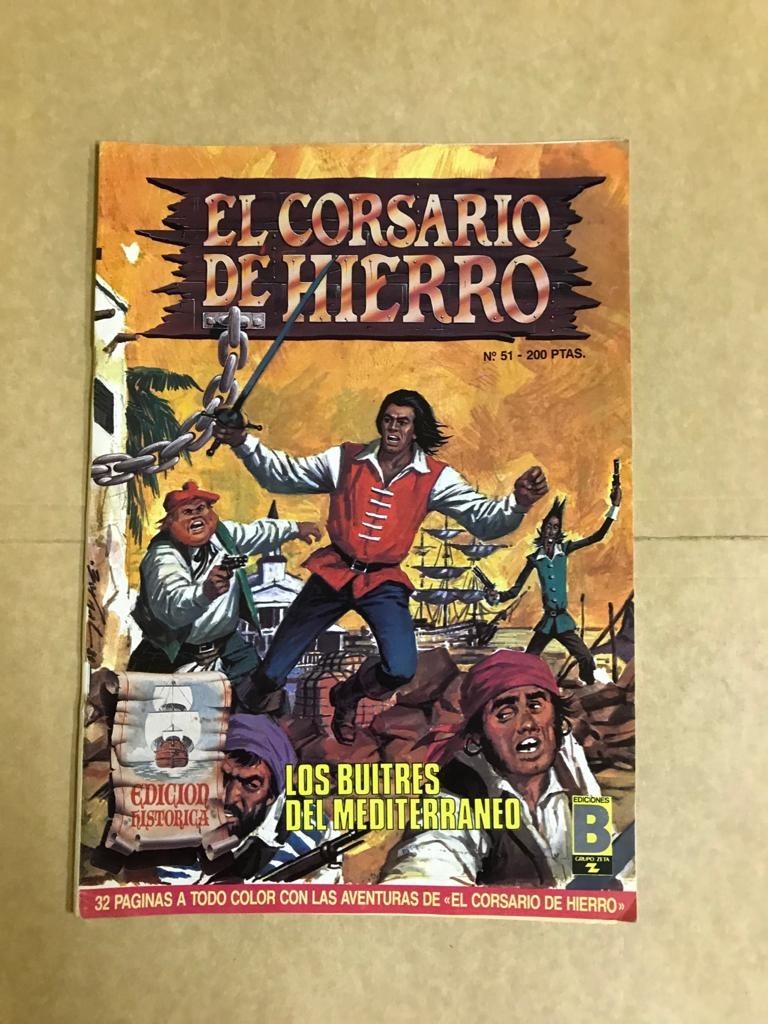 EL CORSARIO
DE HIERRO
Nº 51 - 200 PTAS.
EDICION
HISTORICA
LOS BUITRES
DEL MEDITERRANEO
EDICIONES
B
GRUPO ZETA
Z
32 PAGINAS A TODO COLOR CON LAS AVENTURAS DE «EL CORSARIO DE HIERRO»